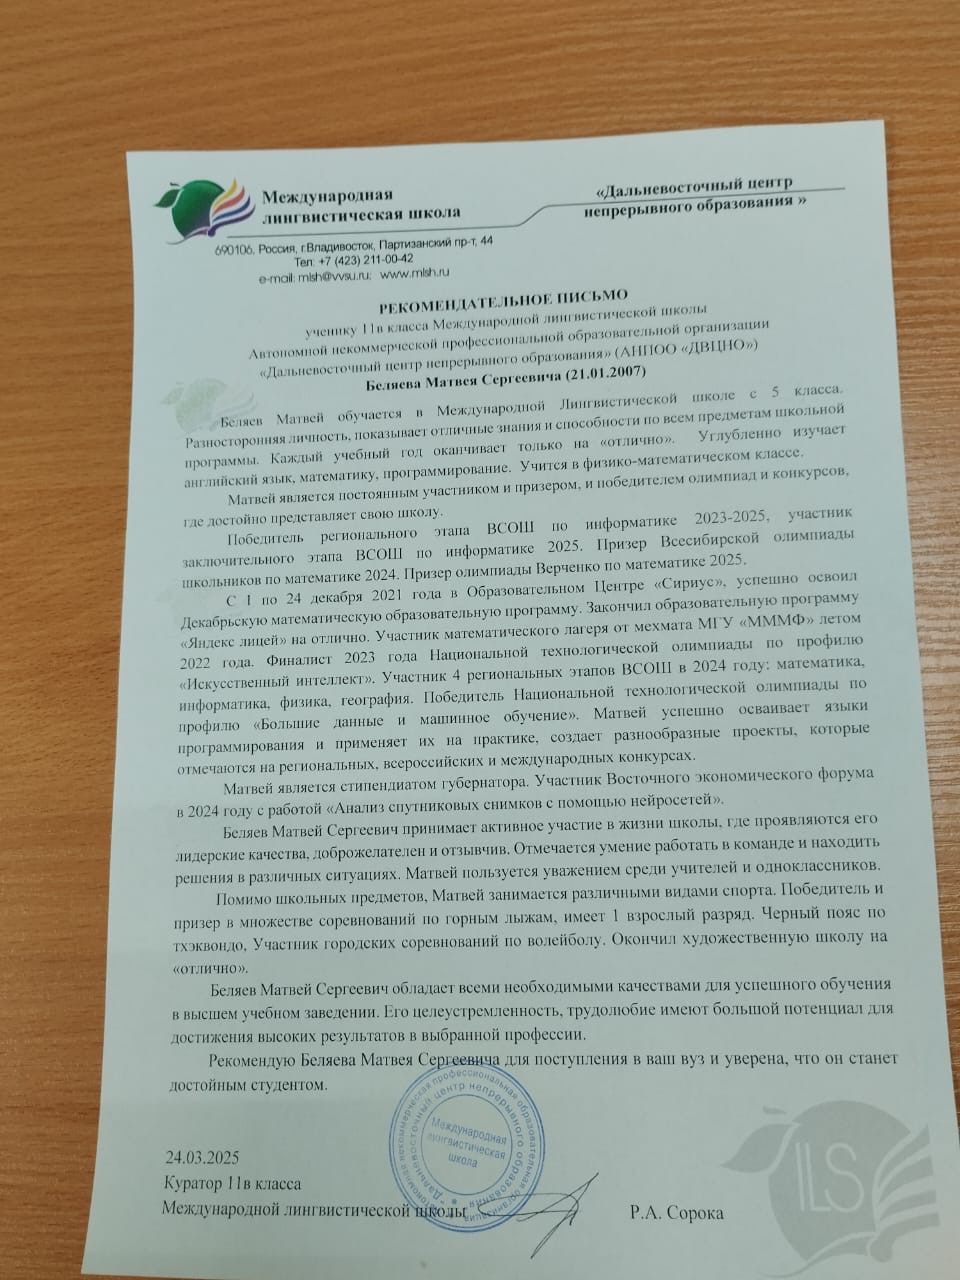 Международная
лингвистическая школа
«Дальневосточный центр
непрерывного образования »
690106, Россия, г.Владивосток, Партизанский пр-т, 44
Тел: +7 (423) 211-00-42
e-mail: mlsh@vvsu.ru; www.mlsh.ru
РЕКОМЕНДАТЕЛЬНОЕ ПИСЬМО
ученику 11в класса Международной лингвистической школы
Автономной некоммерческой профессиональной образовательной организации
«Дальневосточный центр непрерывного образования» (АНПОО «ДВЦНО»)
Беляева Матвея Сергеевича (21.01.2007)
Беляев Матвей обучается в Международной Лингвистической школе с 5 класса.
Разносторонняя личность, показывает отличные знания и способности по всем предметам школьной
программы. Каждый учебный год оканчивает только на «отлично». Углубленно изучает
английский язык, математику, программирование. Учится в физико-математическом классе.
Матвей является постоянным участником и призером, и победителем олимпиад и конкурсов,
где достойно представляет свою школу.
Победитель регионального этапа ВСОШ по информатике 2023-2025, участник
заключительного этапа ВСОШ по информатике 2025. Призер Всесибирской олимпиады
школьников по математике 2024. Призер олимпиады Верченко по математике 2025.
С 1 по 24 декабря 2021 года в Образовательном Центре «Сириус», успешно освоил
Декабрьскую математическую образовательную программу. Закончил образовательную программу
«Яндекс лицей» на отлично. Участник математического лагеря от мехмата МГУ «МММФ» летом
2022 года. Финалист 2023 года Национальной технологической олимпиады по профилю
«Искусственный интеллект». Участник 4 региональных этапов ВСОШ в 2024 году: математика,
информатика, физика, география. Победитель Национальной технологической олимпиады по
профилю «Большие данные и машинное обучение». Матвей успешно осваивает языки
программирования и применяет их на практике, создает разнообразные проекты, которые
отмечаются на региональных, всероссийских и международных конкурсах.
Матвей является стипендиатом губернатора. Участник Восточного экономического форума
в 2024 году с работой «Анализ спутниковых снимков с помощью нейросетей».
Беляев Матвей Сергеевич принимает активное участие в жизни школы, где проявляются его
лидерские качества, доброжелателен и отзывчив. Отмечается умение работать в команде и находить
решения в различных ситуациях. Матвей пользуется уважением среди учителей и одноклассников.
Помимо школьных предметов, Матвей занимается различными видами спорта. Победитель и
призер в множестве соревнований по горным лыжам, имеет 1 взрослый разряд. Черный пояс по
тхэквондо, Участник городских соревнований по волейболу. Окончил художественную школу на
«отлично».
Беляев Матвей Сергеевич обладает всеми необходимыми качествами для успешного обучения
в высшем учебном заведении. Его целеустремленность, трудолюбие имеют большой потенциал для
достижения высоких результатов в выбранной профессии.
Рекомендую Беляева Матвея Сергеевича для поступления в ваш вуз и уверена, что он станет
достойным студентом.
Автономная некоммерческая профессиональная образовательная организация
"Дальневосточный центр непрерывного образования"
Международная
лингвистическая
школа
24.03.2025
Куратор 11в класса
Международной лингвистической школы
Р.А. Сорока
ILS